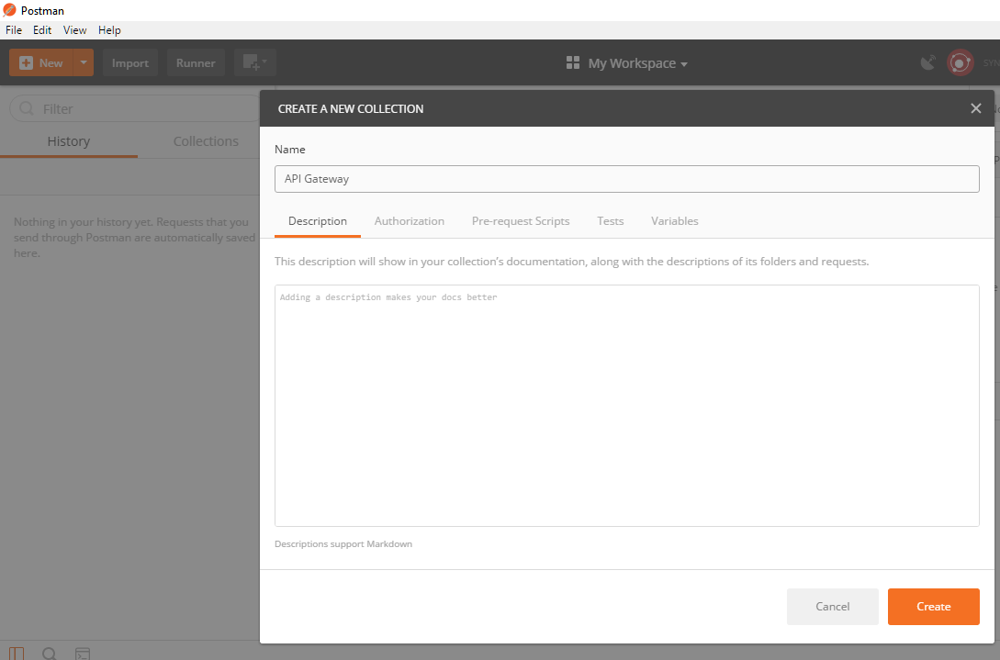 Postman
File Edit View Help
New Import Runner My Workspace SYN
Filter
History Collections
Nothing in your history yet. Requests that you
send through Postman are automatically saved
here.
CREATE A NEW COLLECTION
Name
API Gateway
Description Authorization Pre-request Scripts Tests Variables
This description will show in your collection's documentation, along with the descriptions of its folders and requests.
Adding a description makes your docs better
Descriptions support Markdown
Cancel Create